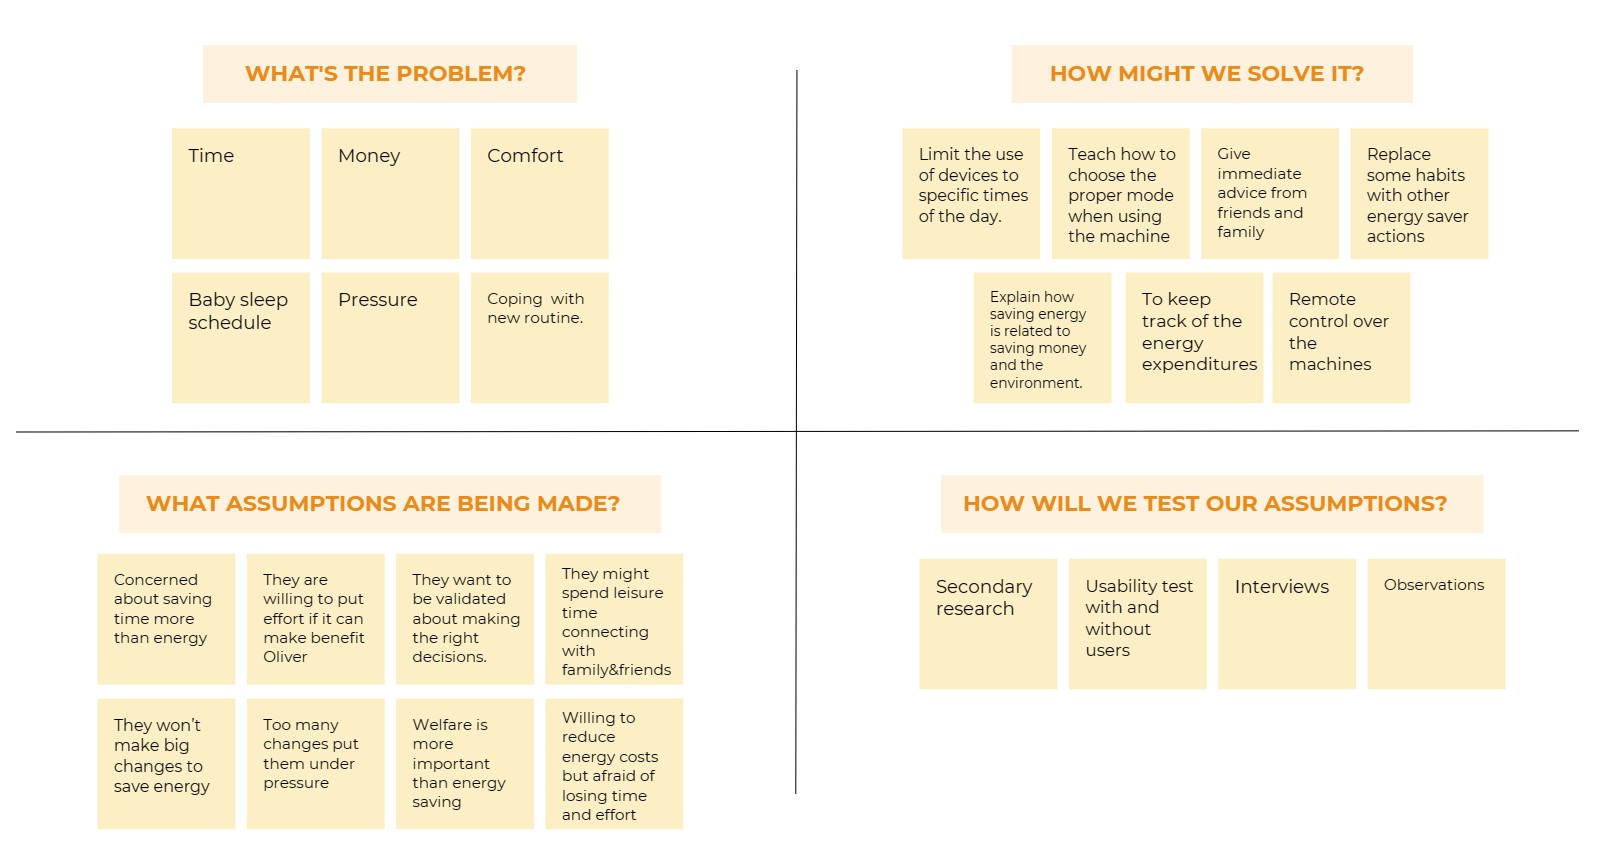 WHAT'S THE PROBLEM?
Time
Money
Comfort
Baby sleep
schedule
Pressure
Coping with
new routine.
HOW MIGHT WE SOLVE IT?
Limit the use
of devices to
specific times
of the day.
Teach how to
choose the
proper mode
when using
the machine
Give
immediate
advice from
friends and
family
Replace
some habits
with other
energy saver
actions
Explain how
saving energy
is related to
saving money
and the
environment.
To keep
track of the
energy
expenditures
Remote
control over
the
machines
WHAT ASSUMPTIONS ARE BEING MADE?
Concerned
about saving
time more
than energy
They are
willing to put
effort if it can
make benefit
Oliver
They want to
be validated
about making
the right
decisions.
They might
spend leisure
time
connecting
with
family&friends
They won't
make big
changes to
save energy
Too many
changes put
them under
pressure
Welfare is
more
important
than energy
saving
Willing to
reduce
energy costs
but afraid of
losing time
and effort
HOW WILL WE TEST OUR ASSUMPTIONS?
Secondary
research
Usability test
with and
without
users
Interviews
Observations